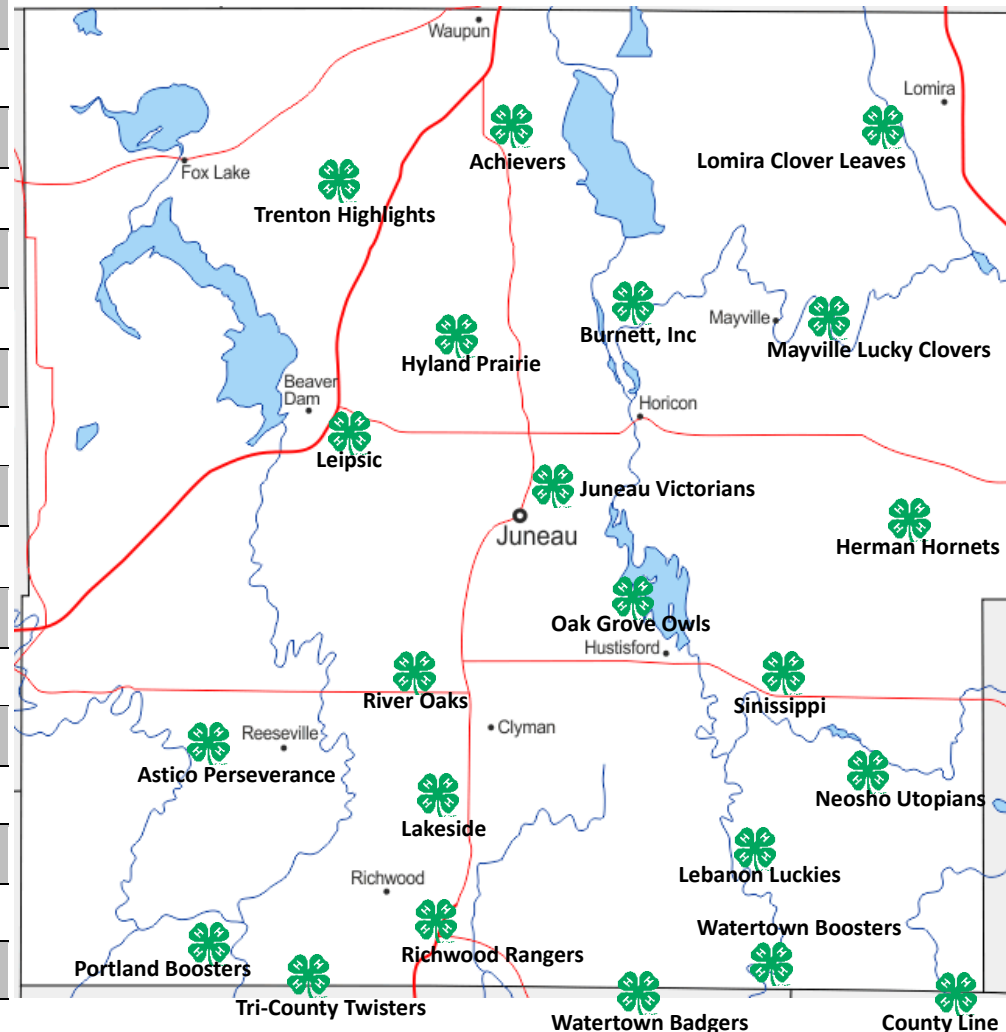 Waupun
Lomira
Achievers
Lomira Clover Leaves
Fox Lake
Trenton Highlights
Mayville
Burnett, Inc
Mayville Lucky Clovers
Hyland Prairie
Beaver
Dam
Horicon
Leipsic
Juneau Victorians
Juneau
Herman Hornets
Oak Grove Owls
Hustisford
River Oaks
Sinissippi
Clyman
Reeseville
Astico Perseverance
Neosho Utopians
Lakeside
Lebanon Luckies
Richwood
Watertown Boosters
Richwood Rangers
Portland Boosters
Tri-County Twisters
Watertown Badgers
County Line